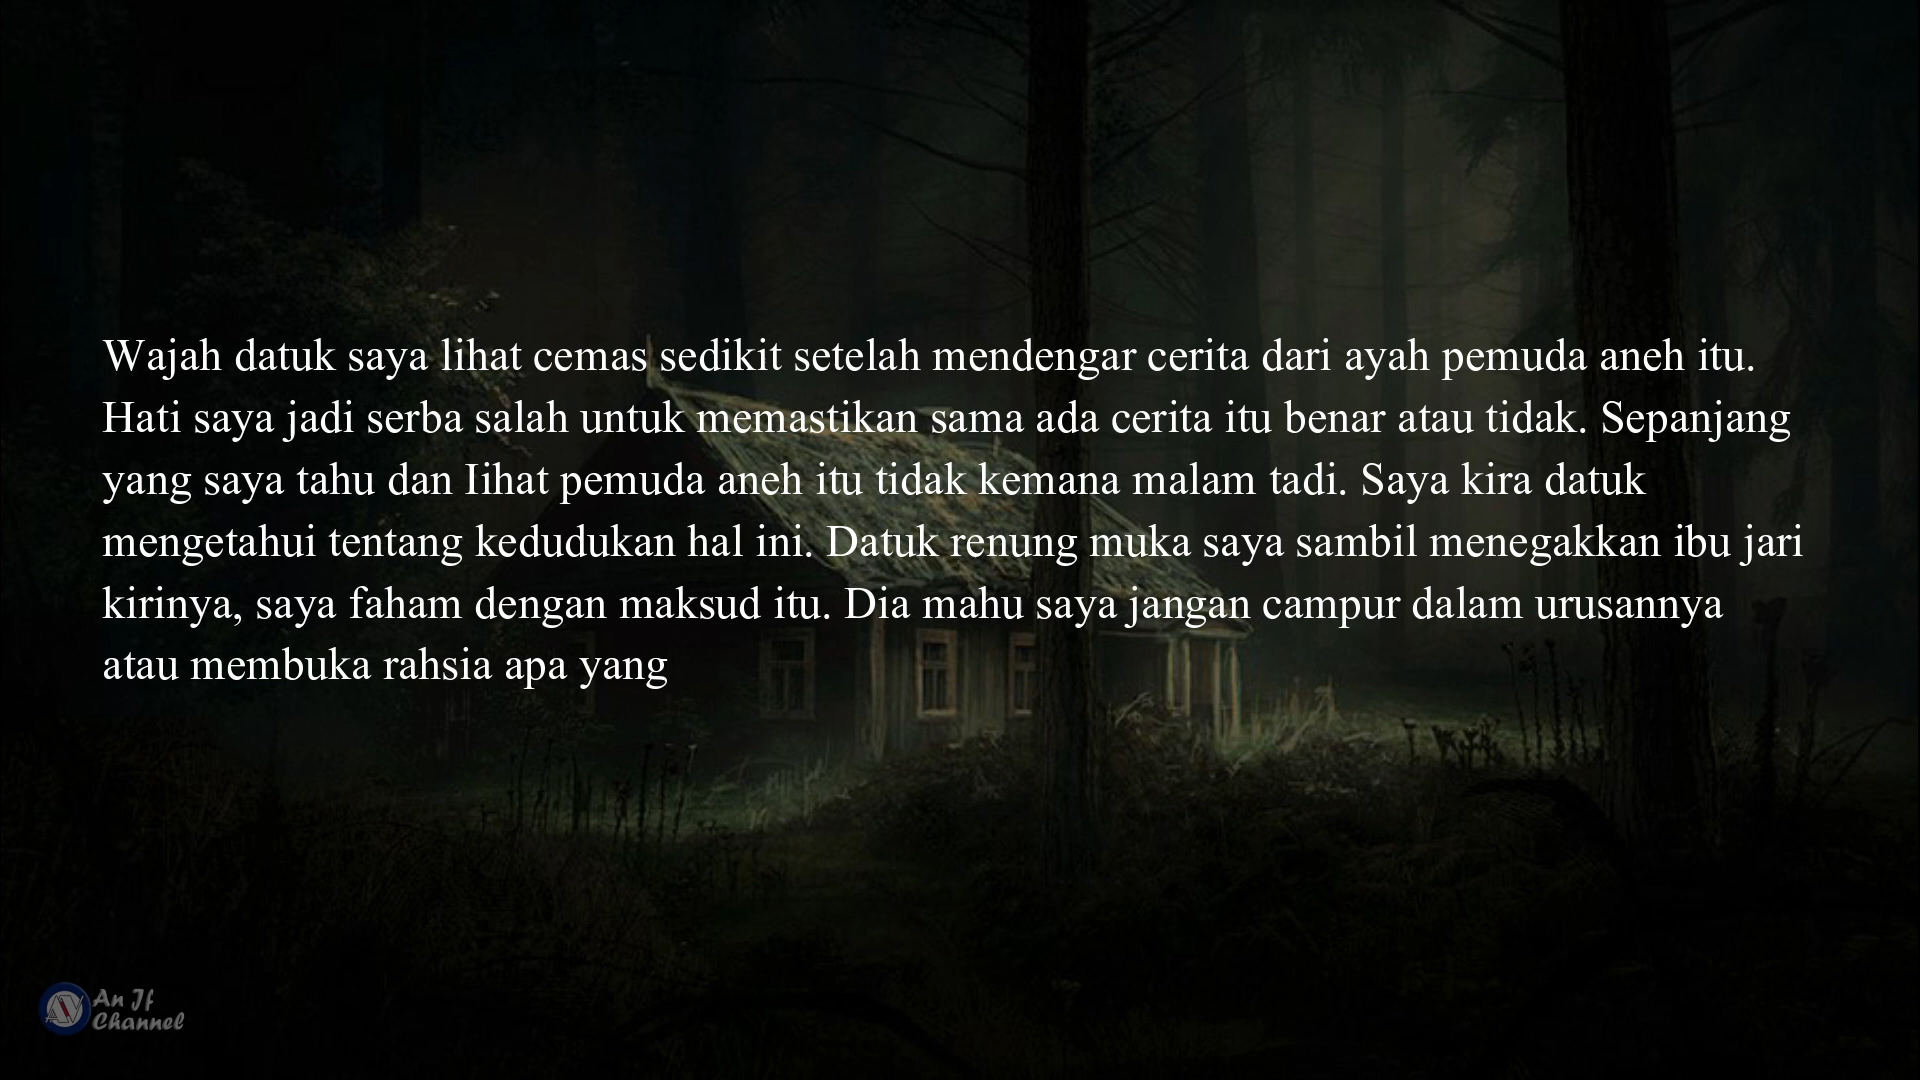 Wajah datuk saya lihat cemas sedikit setelah mendengar cerita dari ayah pemuda aneh itu.
Hati saya jadi serba salah untuk memastikan sama ada cerita itu benar atau tidak. Sepanjang
yang saya tahu dan Iihat pemuda aneh itu tidak kemana malam tadi. Saya kira datuk
mengetahui tentang kedudukan hal ini. Datuk renung muka saya sambil menegakkan ibu jari
kirinya, saya faham dengan maksud itu. Dia mahu saya jangan campur dalam urusannya
atau membuka rahsia apa yang
An If
Channel